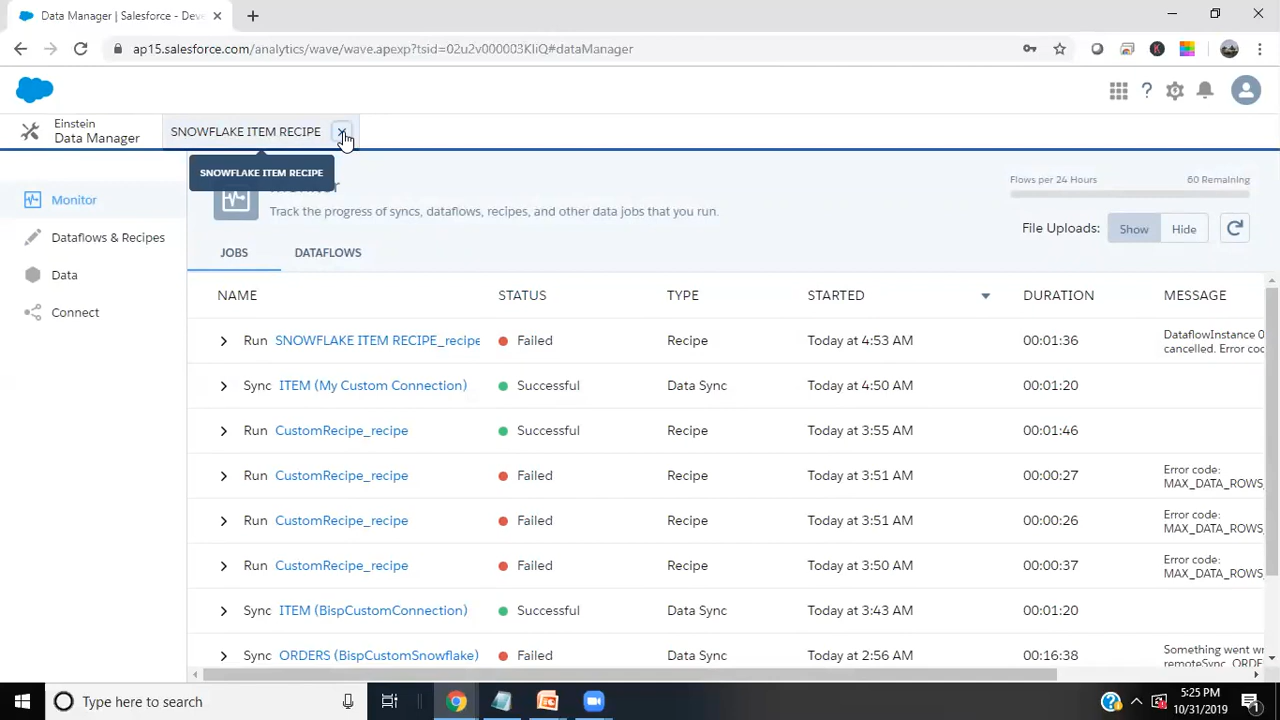 Data Manager | Salesforce - Deve
ap15.salesforce.com/analytics/wave/wave.apexp?tsid=02u2v000003KIiQ#dataManager
Einstein
Data Manager
SNOWFLAKE ITEM RECIPE
SNOWFLAKE ITEM RECIPE
Monitor
Dataflows & Recipes
Data
Connect
Track the progress of syncs, dataflows, recipes, and other data jobs that you run.
Flows per 24 Hours 60 Remaining
File Uploads: Show Hide
JOBS DATAFLOWS
NAME STATUS TYPE STARTED DURATION MESSAGE
Run SNOWFLAKE ITEM RECIPE_recipe Failed Recipe Today at 4:53 AM 00:01:36 DataflowInstance 0
cancelled. Error co
Sync ITEM (My Custom Connection) Successful Data Sync Today at 4:50 AM 00:01:20
Run CustomRecipe_recipe Successful Recipe Today at 3:55 AM 00:01:46
Run CustomRecipe_recipe Failed Recipe Today at 3:51 AM 00:00:27 Error code:
MAX_DATA_ROWS_
Run CustomRecipe_recipe Failed Recipe Today at 3:51 AM 00:00:26 Error code:
MAX_DATA_ROWS_
Run CustomRecipe_recipe Failed Recipe Today at 3:50 AM 00:00:37 Error code:
MAX_DATA_ROWS_
Sync ITEM (BispCustomConnection) Successful Data Sync Today at 3:43 AM 00:01:20
Sync ORDERS (BispCustomSnowflake) Failed Data Sync Today at 2:56 AM 00:16:38 Something went wr
remoteSync_ORDE
Type here to search
5:25 PM
10/31/2019